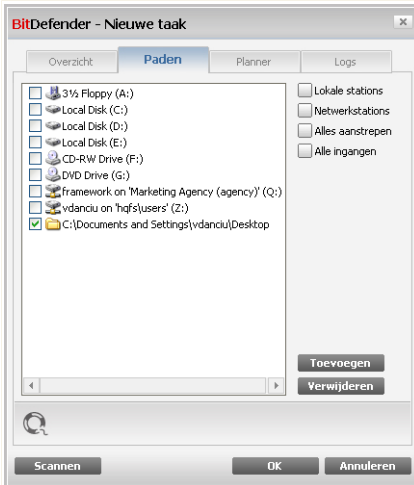 BitDefender - Nieuwe taak
Overzicht
Paden
Planner
Logs
3½ Floppy (A:)
Local Disk (C:)
Local Disk (D:)
Local Disk (E:)
CD-RW Drive (F:)
DVD Drive (G:)
framework on 'Marketing Agency (agency)' (Q:)
vdanciu on 'hqfs\users' (Z:)
C:\Documents and Settings\vdanciu\Desktop
Lokale stations
Netwerkstations
Alles aanstrepen
Alle ingangen
Toevoegen
Verwijderen
Scannen
OK
Annuleren